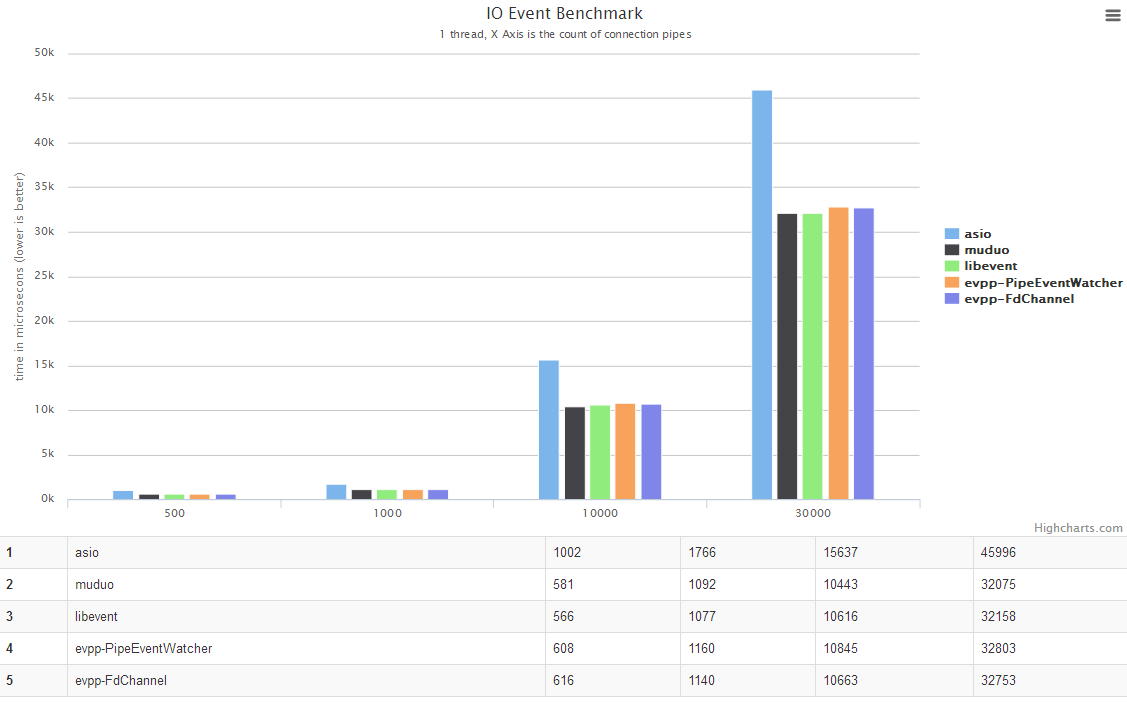 IO Event Benchmark
1 thread, X Axis is the count of connection pipes
time in microsecons (lower is better)
50k
45k
40k
35k
30k
25k
20k
15k
10k
5k
0k
500 1000 10000 30000
asio
muduo
libevent
evpp-PipeEventWatcher
evpp-FdChannel
Highcharts.com
1 asio 1002 1766 15637 45996
2 muduo 581 1092 10443 32075
3 libevent 566 1077 10616 32158
4 evpp-PipeEventWatcher 608 1160 10845 32803
5 evpp-FdChannel 616 1140 10663 32753